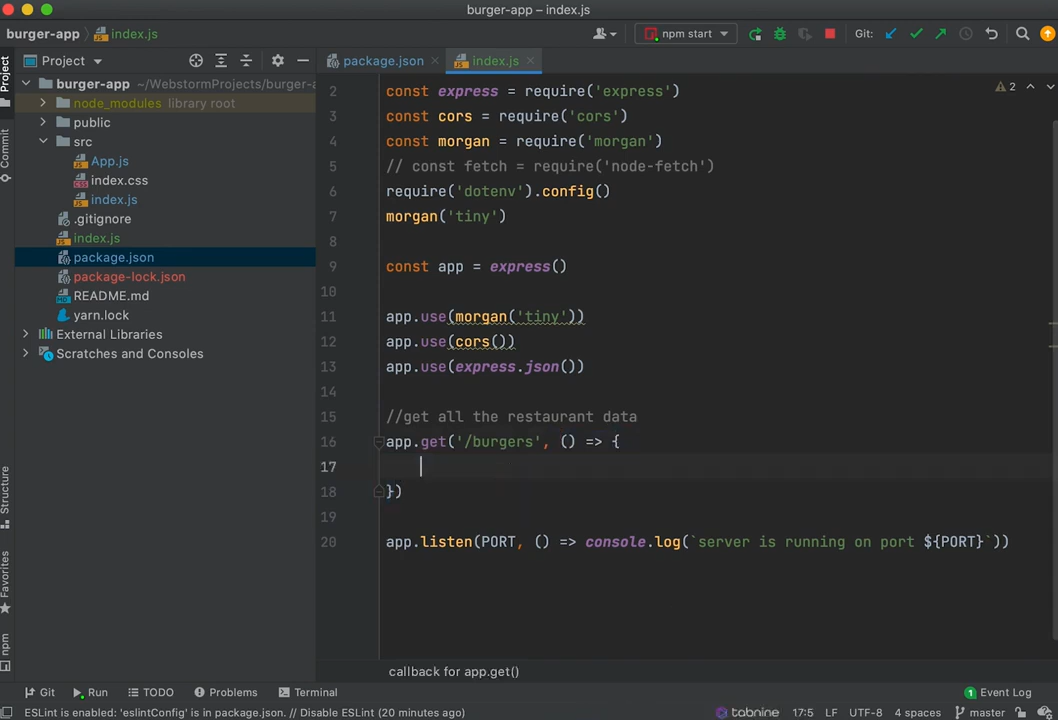 burger-app – index.js
burger-app
index.js
npm start
Git:
Project
package.json
index.js
burger-app ~/WebstormProjects/burger-a
node_modules library root
public
src
App.js
index.css
index.js
.gitignore
index.js
package.json
package-lock.json
README.md
yarn.lock
External Libraries
Scratches and Consoles
Project
Commit
Structure
Favorites
npm
2
2 const express = require('express')
3 const cors = require('cors')
4 const morgan = require('morgan')
5 // const fetch = require('node-fetch')
6 require('dotenv').config()
7 morgan('tiny')
8
9 const app = express()
10
11 app.use(morgan('tiny'))
12 app.use(cors())
13 app.use(express.json())
14
15 //get all the restaurant data
16 app.get('/burgers', () => {
17
18 })
19
20 app.listen(PORT, () => console.log(`server is running on port ${PORT}`))
callback for app.get()
Git
Run
TODO
Problems
Terminal
1 Event Log
ESLint is enabled: 'eslintConfig' is in package.json. // Disable ESLint (20 minutes ago)
tabnine
17:5
LF
UTF-8
4 spaces
master